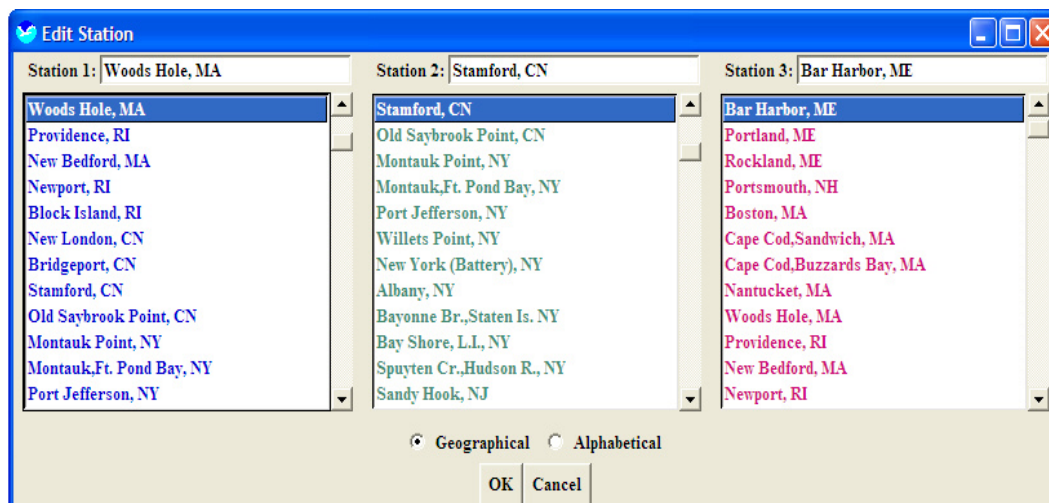 Edit Station
Station 1: Woods Hole, MA
Woods Hole, MA
Providence, RI
New Bedford, MA
Newport, RI
Block Island, RI
New London, CN
Bridgeport, CN
Stamford, CN
Old Saybrook Point, CN
Montauk Point, NY
Montauk,Ft. Pond Bay, NY
Port Jefferson, NY
Station 2: Stamford, CN
Stamford, CN
Old Saybrook Point, CN
Montauk Point, NY
Montauk,Ft. Pond Bay, NY
Port Jefferson, NY
Willets Point, NY
New York (Battery), NY
Albany, NY
Bayonne Br.,Staten Is. NY
Bay Shore, L.I., NY
Spuyten Cr.,Hudson R., NY
Sandy Hook, NJ
Station 3: Bar Harbor, ME
Bar Harbor, ME
Portland, ME
Rockland, ME
Portsmouth, NH
Boston, MA
Cape Cod,Sandwich, MA
Cape Cod,Buzzards Bay, MA
Nantucket, MA
Woods Hole, MA
Providence, RI
New Bedford, MA
Newport, RI
Geographical Alphabetical
OK Cancel